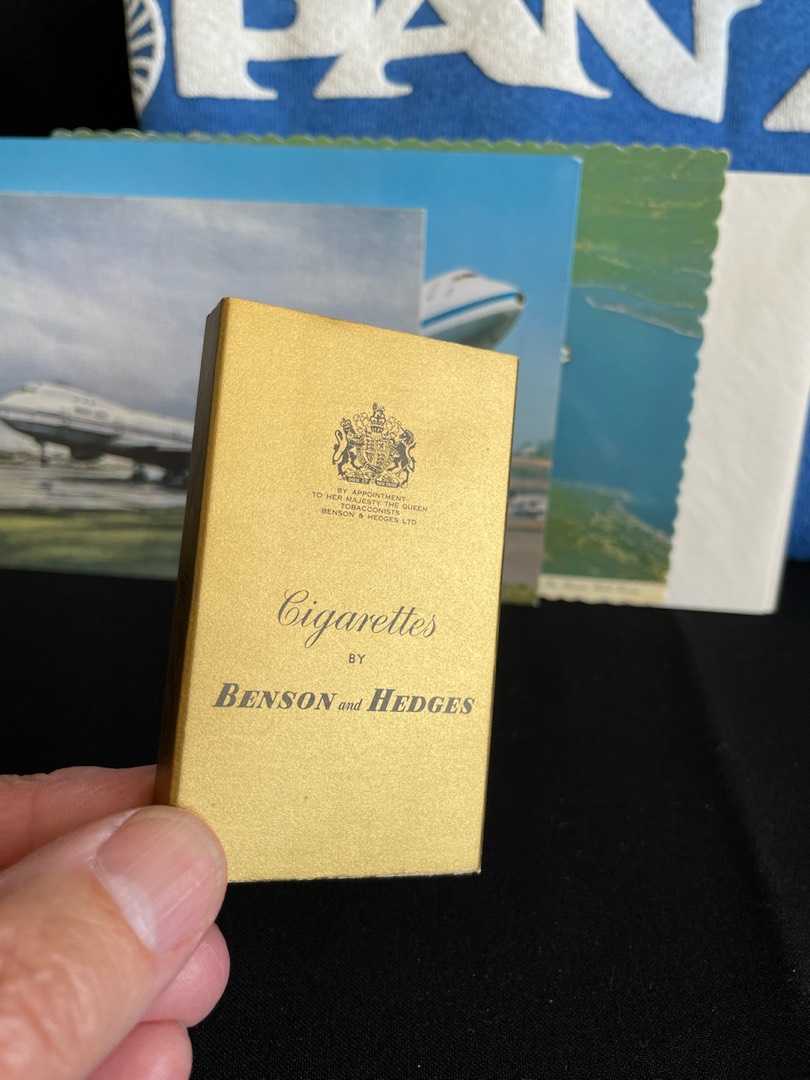 PAN
BY APPOINTMENT
TO HER MAJESTY THE QUEEN
TOBACCONISTS
BENSON & HEDGES LTD
Cigarettes
BY
BENSON and HEDGES